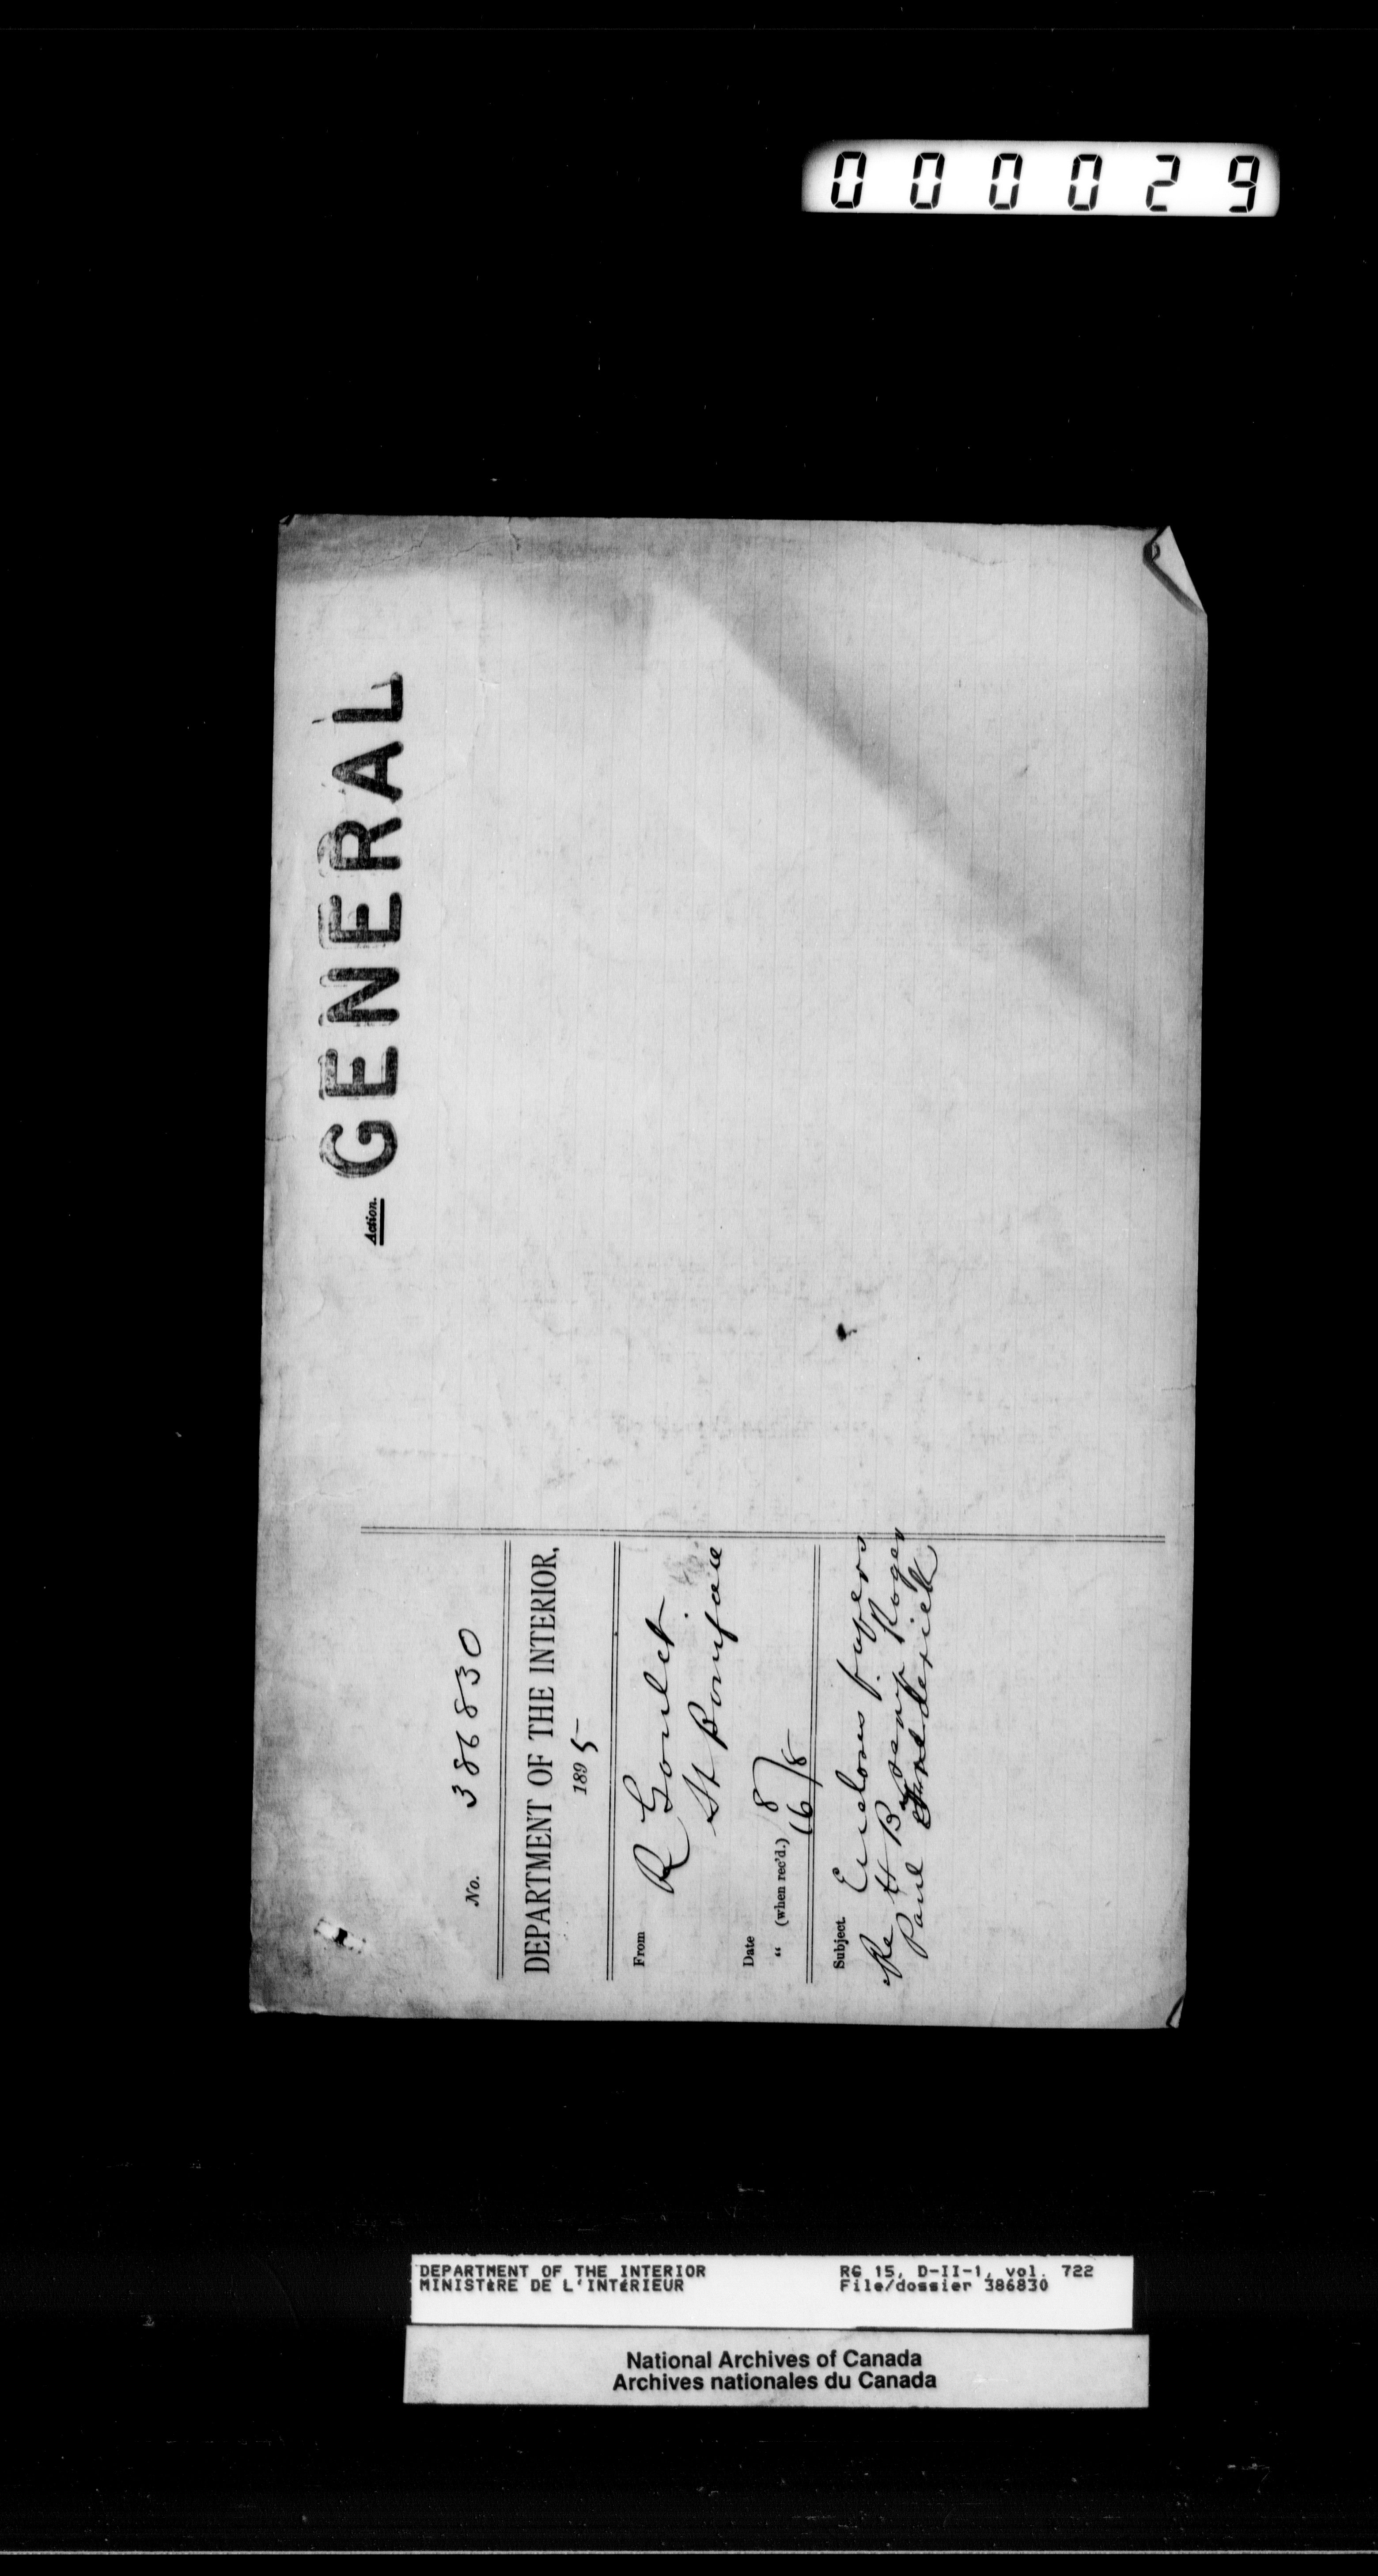 000029
Action. GENERAL
No. 386830
DEPARTMENT OF THE INTERIOR,
1895
From R Goulet
St Boniface
Date 8
" (when rec'd.) 16/8
Subject. Encloses papers
Re H B scrip Roger
Paul
DEPARTMENT OF THE INTERIOR RG 15, D-II-1, vol. 722
MINISTÈRE DE L'INTÉRIEUR File/dossier 386830
National Archives of Canada
Archives nationales du Canada